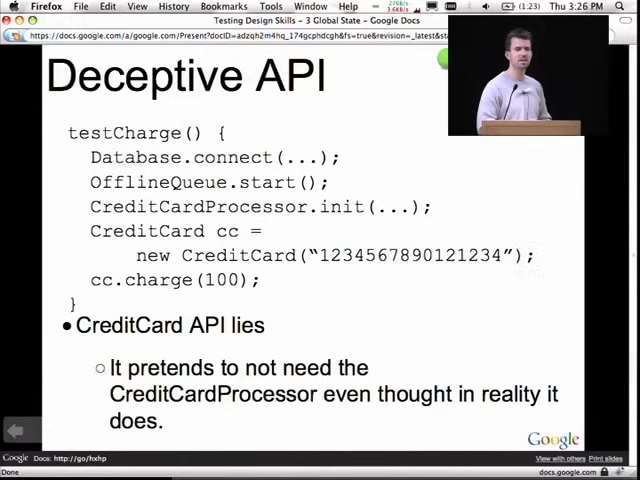 Firefox File Edit View History Bookmarks Tools Window Help (1:23) Thu 3:26 PM
Testing Design Skills - 3 Global State - Google Docs
Deceptive API
testCharge() {
Database.connect(...);
OfflineQueue.start();
CreditCardProcessor.init(...);
CreditCard cc =
new CreditCard(“1234567890121234”);
cc.charge(100);
}
• CreditCard API lies
○ It pretends to not need the
CreditCardProcessor even thought in reality it
does.
Google
Google Docs: http://go/hxhp View with others Print slides
Done docs.google.com